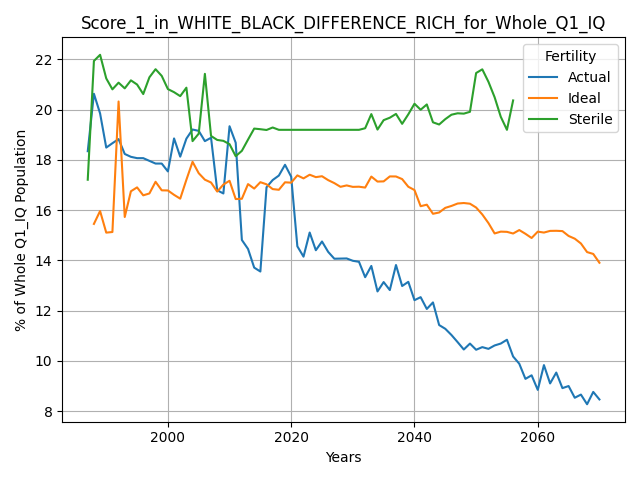 Score_1_in_WHITE_BLACK_DIFFERENCE_RICH_for_Whole_Q1_IQ
% of Whole Q1_IQ Population
22
20
18
16
14
12
10
8
2000 2020 2040 2060
Years
Fertility
Actual
Ideal
Sterile